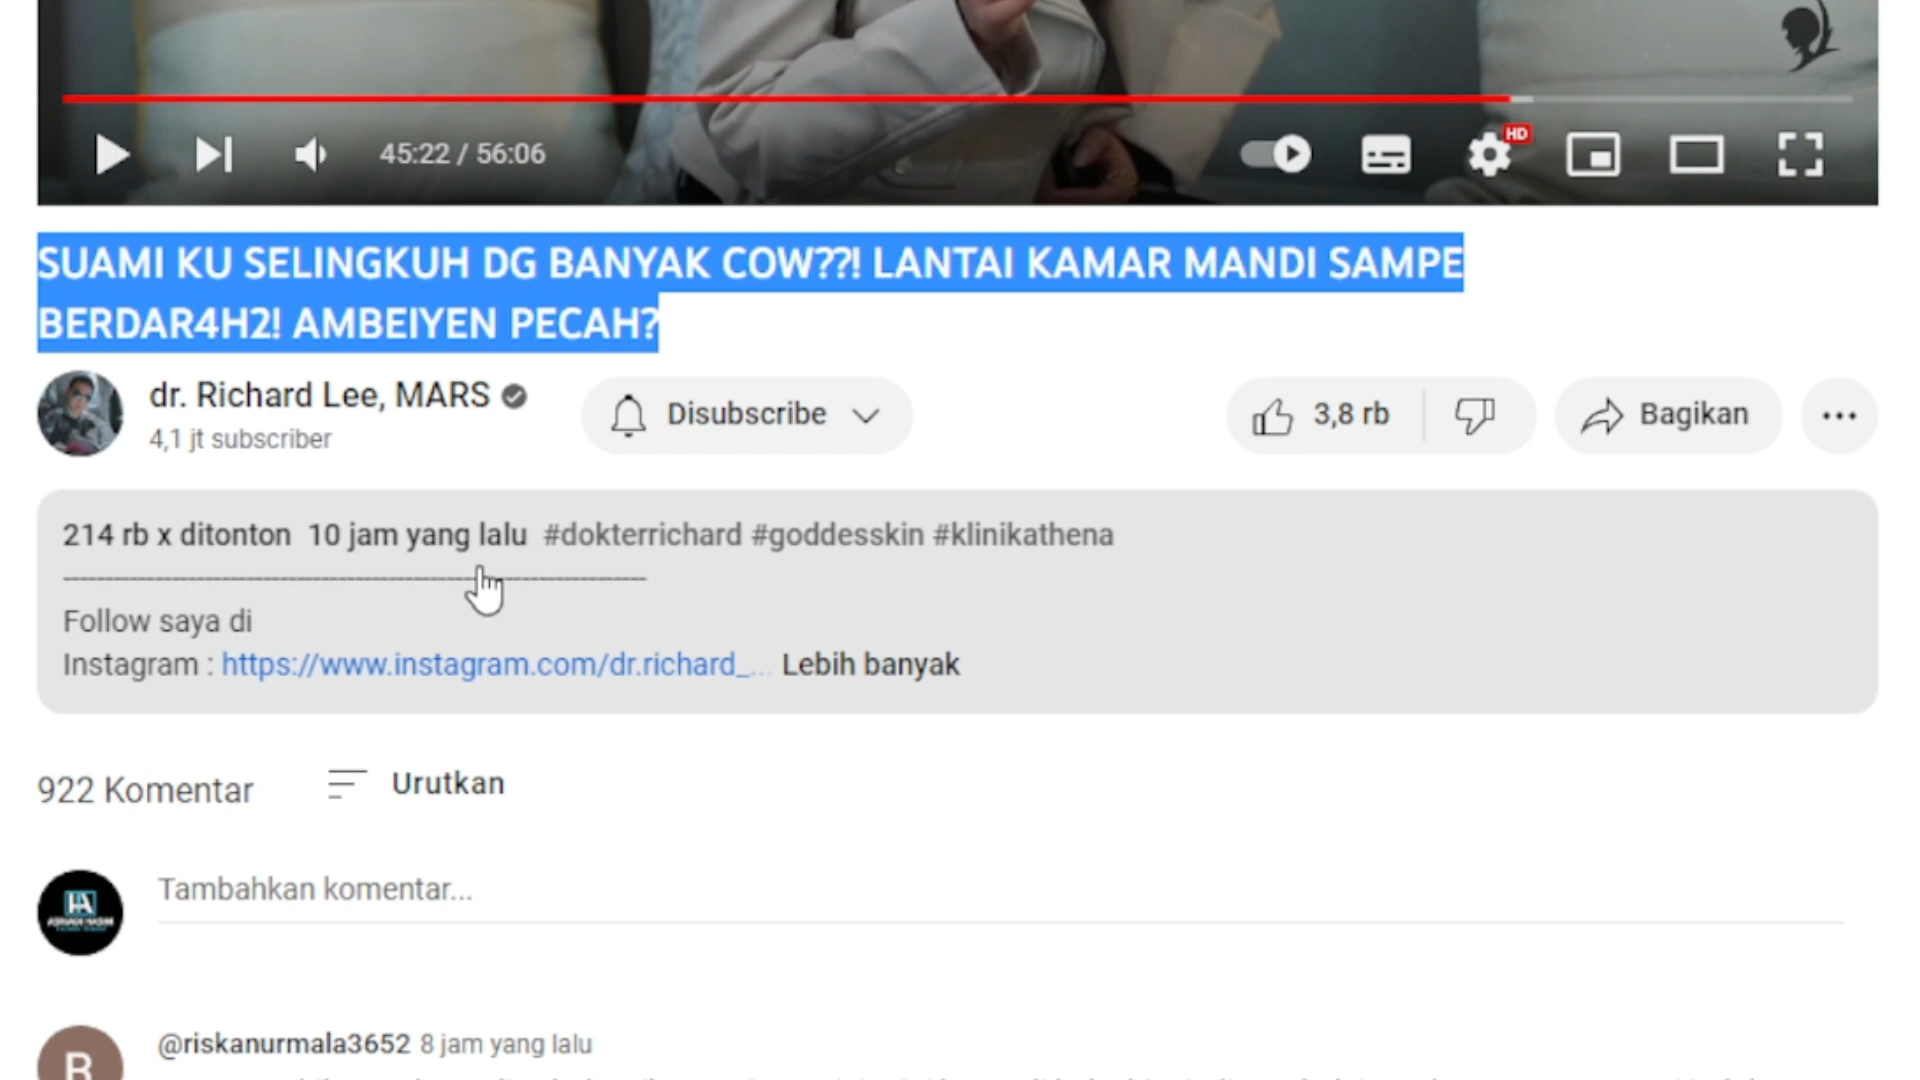 HD
45:22 / 56:06
SUAMI KU SELINGKUH DG BANYAK COW??! LANTAI KAMAR MANDI SAMPE
BERDAR4H2! AMBEIYEN PECAH?
dr. Richard Lee, MARS
4,1 jt subscriber
Disubscribe
3,8 rb
Bagikan
214 rb x ditonton 10 jam yang lalu #dokterrichard #goddesskin #klinikathena
Follow saya di
Instagram : https://www.instagram.com/dr.richard_... Lebih banyak
922 Komentar
Urutkan
Tambahkan komentar...
R
@riskanurmala3652 8 jam yang lalu